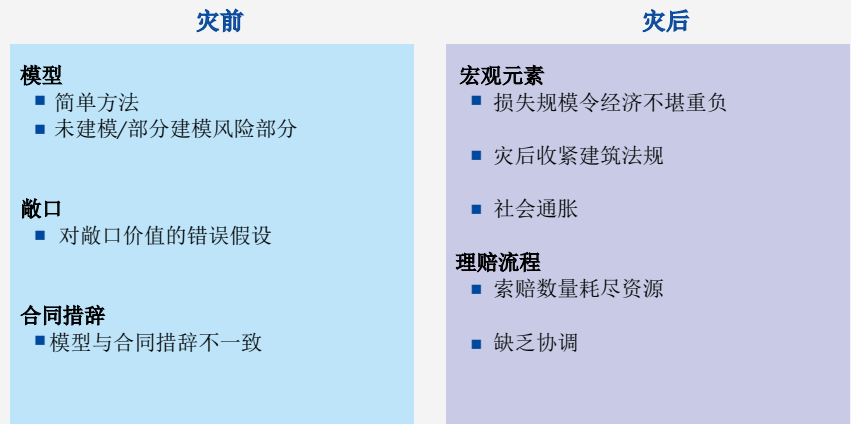 灾前
模型
简单方法
未建模/部分建模风险部分
敞口
对敞口价值的错误假设
合同措辞
模型与合同措辞不一致
灾后
宏观元素
损失规模令经济不堪重负
灾后收紧建筑法规
社会通胀
理赔流程
索赔数量耗尽资源
缺乏协调